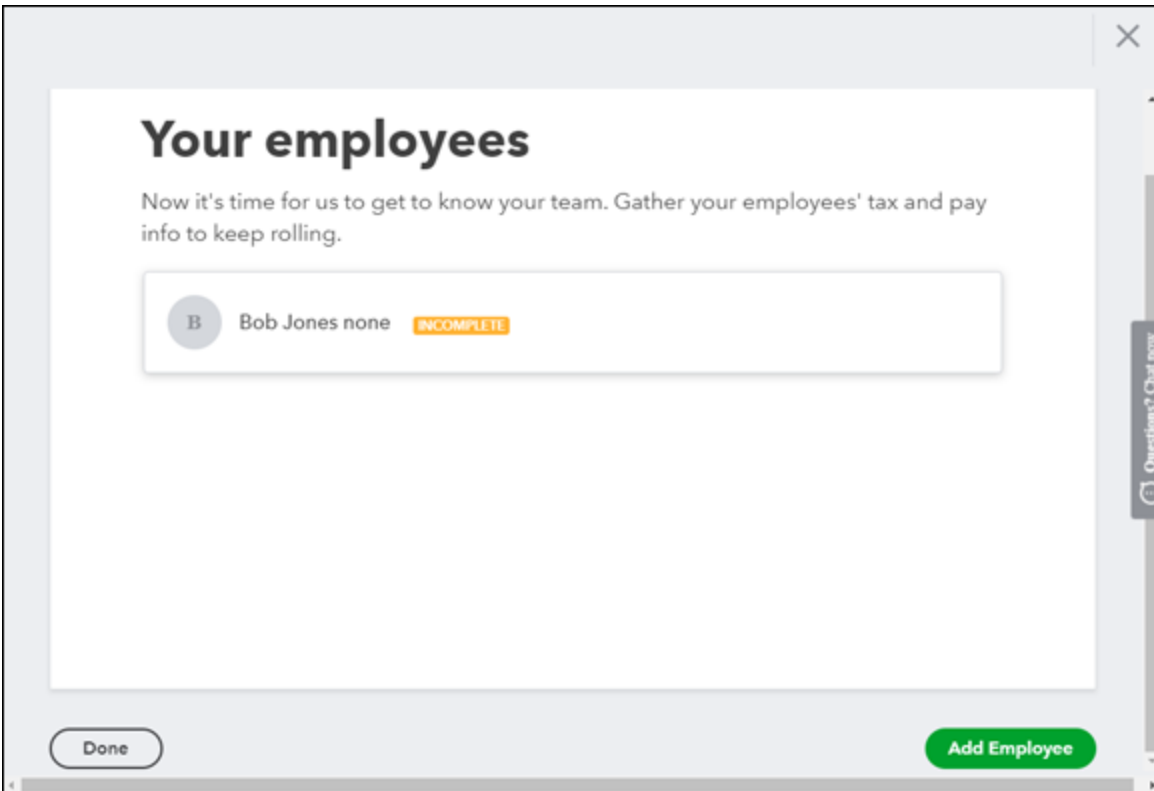 Your employees
Now it's time for us to get to know your team. Gather your employees' tax and pay
info to keep rolling.
B
Bob Jones none INCOMPLETE
Questions? Chat now
Done
Add Employee